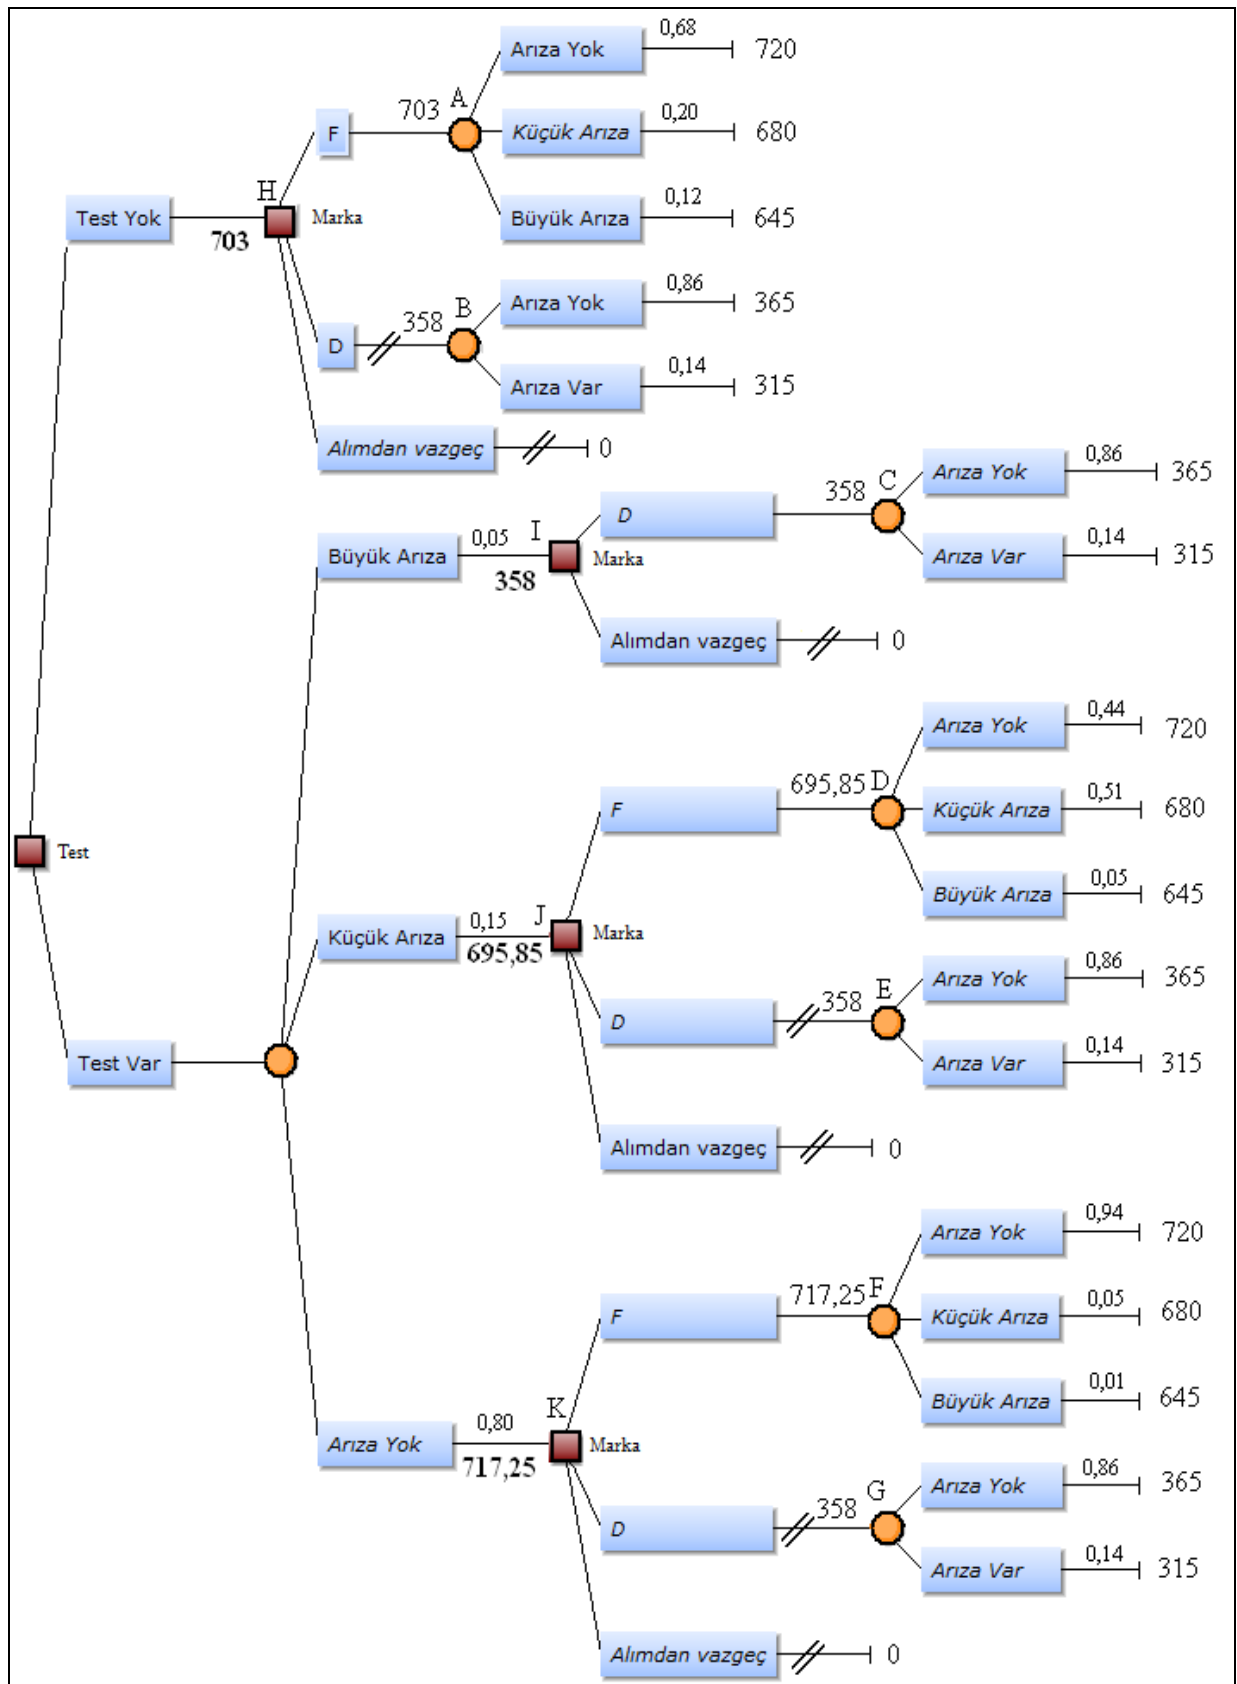 0,68
Arıza Yok 720
703 A
F
0,20
Küçük Arıza 680
H
0,12
Test Yok Marka Büyük Arıza 645
703
0,86
Arıza Yok 365
358 B
D
0,14
Arıza Var 315
Alımdan vazgeç 0
0,86
Arıza Yok 365
358 C
D
0,05 I
Büyük Arıza Marka
358
0,14
Arıza Var 315
Alımdan vazgeç 0
0,44
Arıza Yok 720
695,85 D
F
0,51
Küçük Arıza 680
Test
0,05
Büyük Arıza 645
0,15 J
Küçük Arıza Marka
695,85
0,86
Arıza Yok 365
358 E
D
0,14
Test Var Arıza Var 315
Alımdan vazgeç 0
0,94
Arıza Yok 720
717,25 F
F
0,05
Küçük Arıza 680
0,01
Büyük Arıza 645
0,80 K
Arıza Yok Marka
717,25
0,86
Arıza Yok 365
358 G
D
0,14
Arıza Var 315
Alımdan vazgeç 0